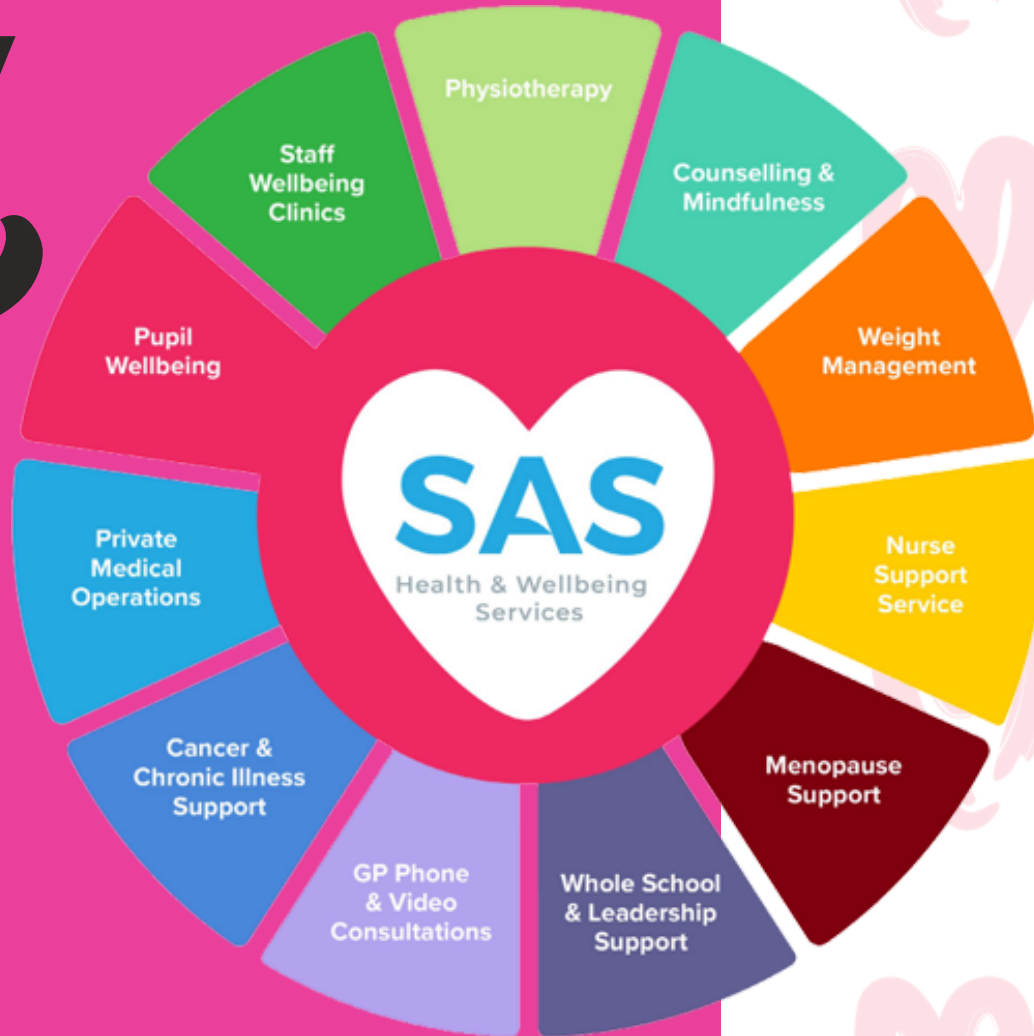 Physiotherapy
Counselling &
Mindfulness
Weight
Management
Nurse
Support
Service
Menopause
Support
Whole School
& Leadership
Support
GP Phone
& Video
Consultations
Cancer &
Chronic Illness
Support
Private
Medical
Operations
Pupil
Wellbeing
Staff
Wellbeing
Clinics
SAS
Health & Wellbeing
Services